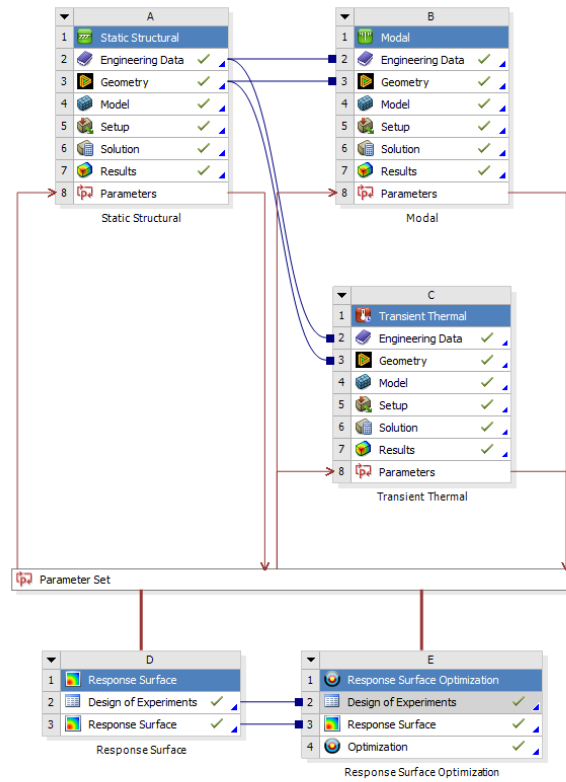 A
1 Static Structural
2 Engineering Data
3 Geometry
4 Model
5 Setup
6 Solution
7 Results
8 Parameters
Static Structural
B
1 Modal
2 Engineering Data
3 Geometry
4 Model
5 Setup
6 Solution
7 Results
8 Parameters
Modal
C
1 Transient Thermal
2 Engineering Data
3 Geometry
4 Model
5 Setup
6 Solution
7 Results
8 Parameters
Transient Thermal
Parameter Set
D
1 Response Surface
2 Design of Experiments
3 Response Surface
Response Surface
E
1 Response Surface Optimization
2 Design of Experiments
3 Response Surface
4 Optimization
Response Surface Optimization